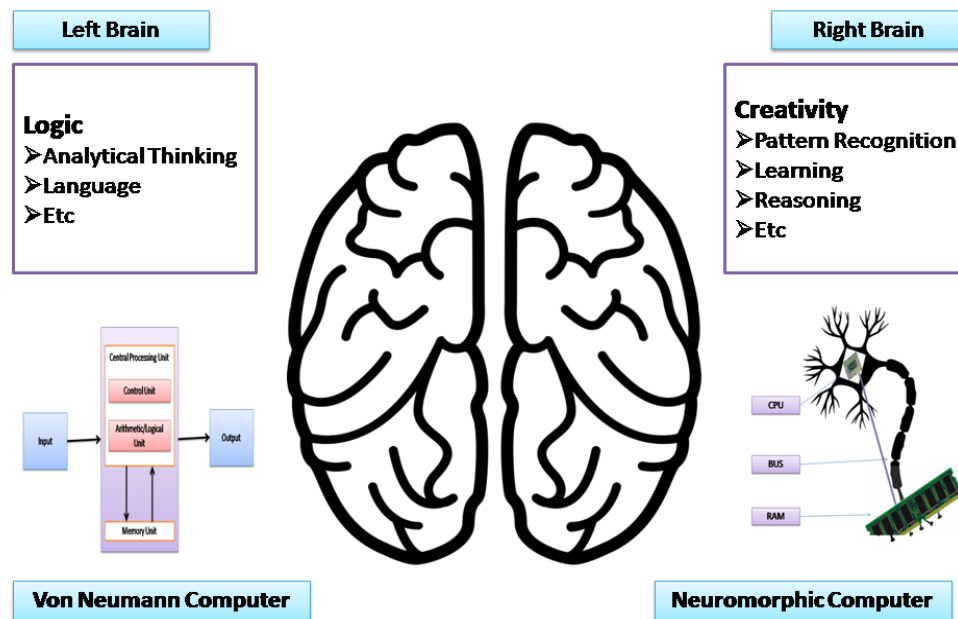 Left Brain
Right Brain
Logic
➢Analytical Thinking
➢Language
➢Etc
Creativity
➢Pattern Recognition
➢Learning
➢Reasoning
➢Etc
Input
Central Processing Unit
Control Unit
Arithmetic/Logical
Unit
Memory Unit
Output
CPU
BUS
RAM
Von Neumann Computer
Neuromorphic Computer